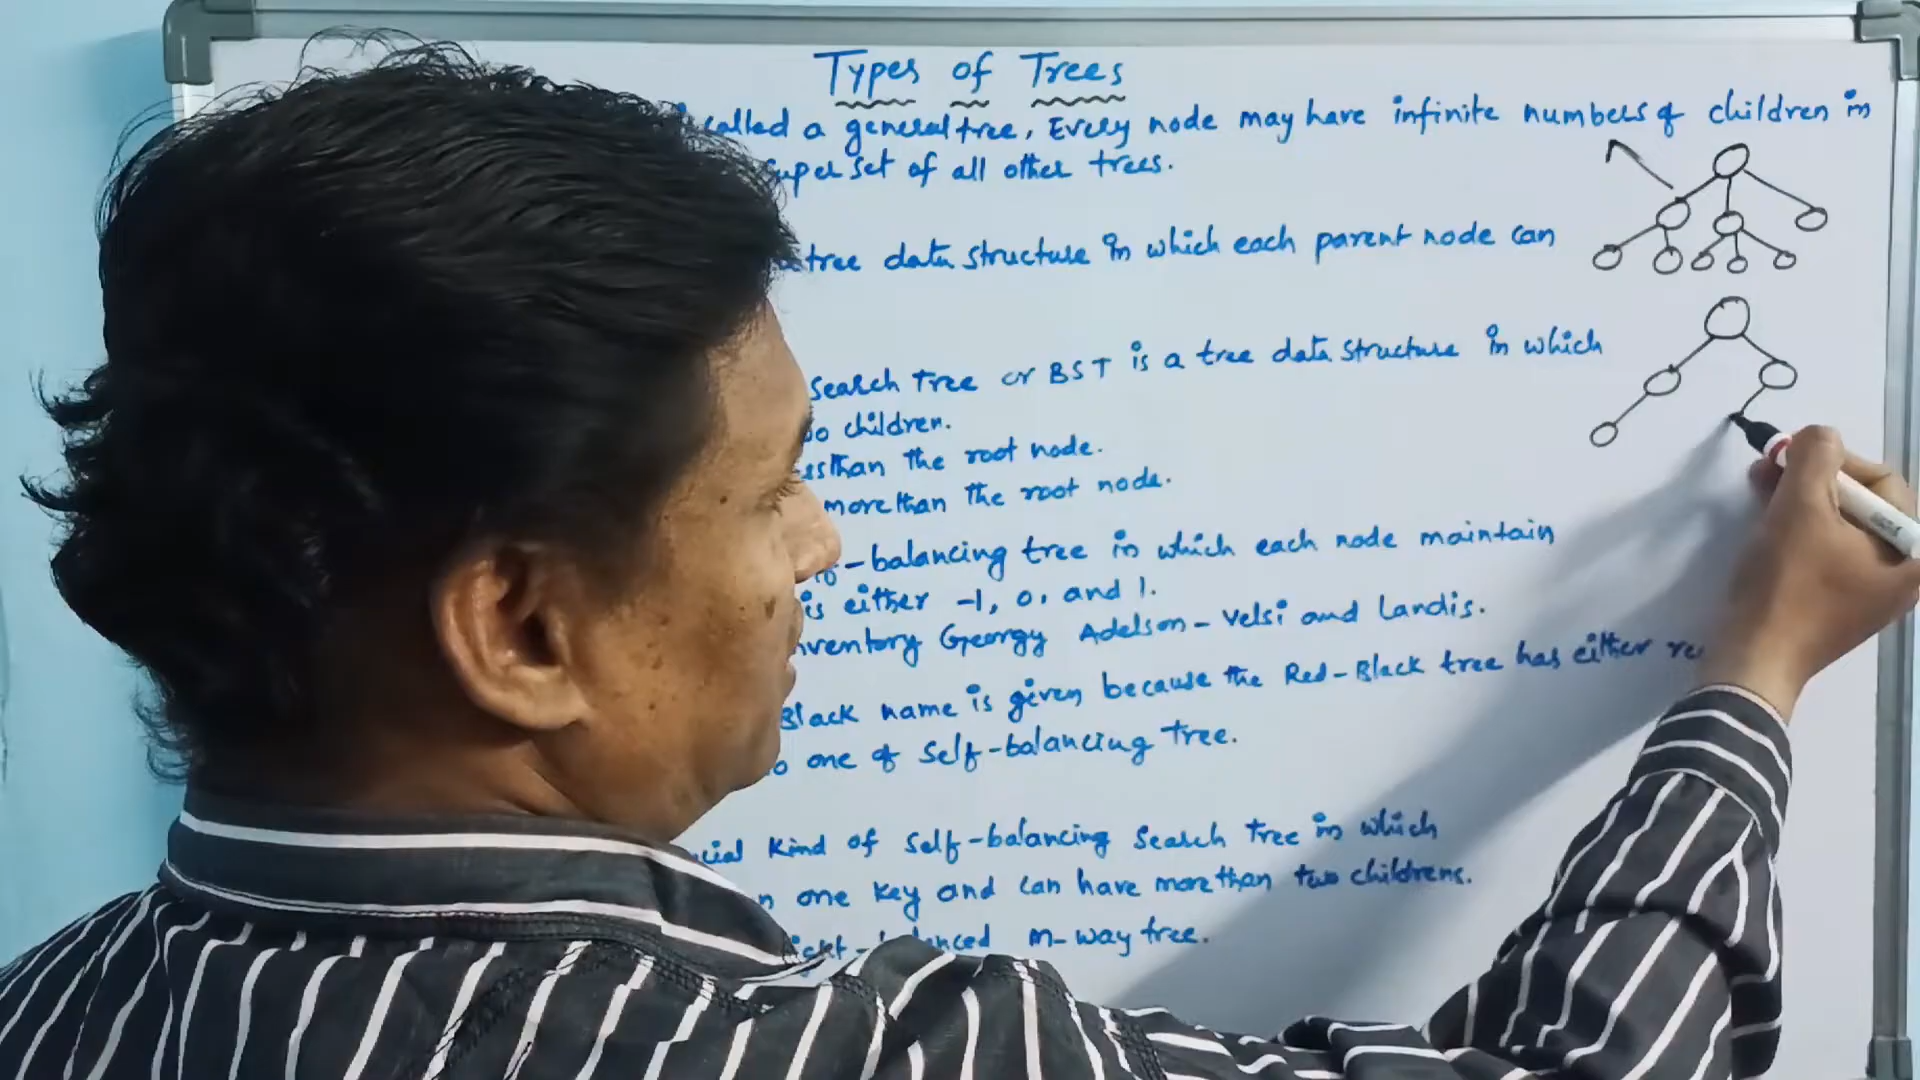 Types of Trees
called a general tree. Every node may have infinite numbers of children in
super set of all other trees.
tree data structure in which each parent node can
Search Tree or BST is a tree data structure in which
children.
than the root node.
more than the root node.
-balancing tree in which each node maintain
is either -1, 0, and 1.
Georgy Adelson-Velsi and Landis.
Black name is given because the Red-Black tree has either
one of self-balancing tree.
kind of self-balancing search tree in which
one key and can have more than two childrens.
m-way tree.